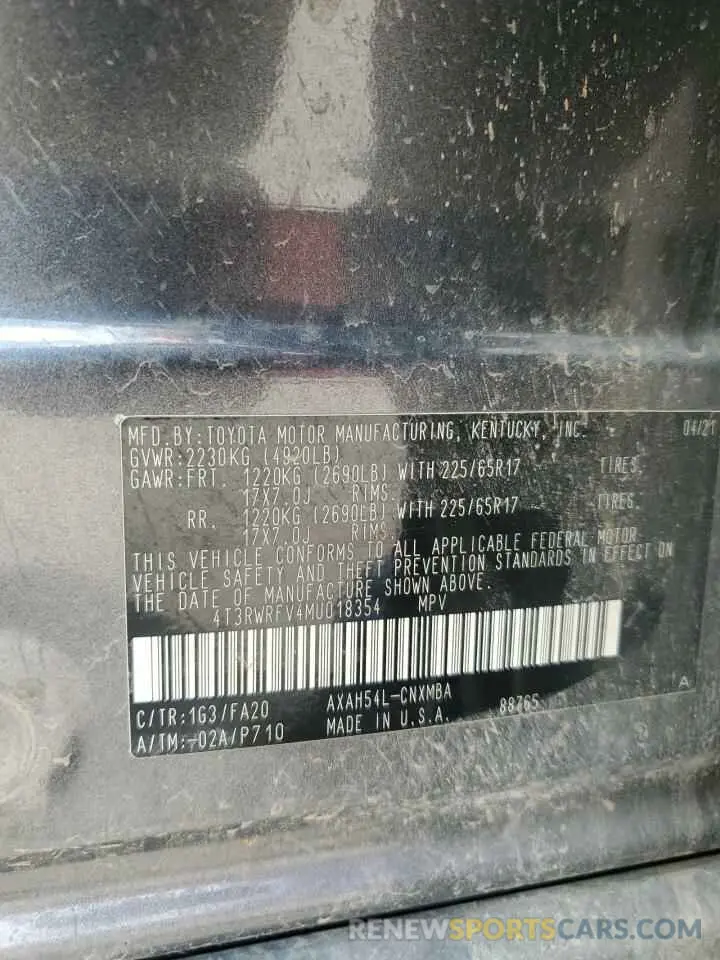 MFD.BY:TOYOTA MOTOR MANUFACTURING, KENTUCKY, INC. 04/21
GVWR:2230KG (4920LB)
GAWR:FRT. 1220KG (2690LB) WITH 225/65R17 TIRES,
17X7.0J RIMS.
RR. 1220KG (2690LB) WITH 225/65R17 TIRES,
17X7.0J RIMS
THIS VEHICLE CONFORMS TO ALL APPLICABLE FEDERAL MOTOR
VEHICLE SAFETY AND THEFT PREVENTION STANDARDS IN EFFECT ON
THE DATE OF MANUFACTURE SHOWN ABOVE.
4T3RWRFV4MU018354 MPV
C/TR:1G3/FA20 AXAH54L-CNXMBA
A/TM:-02A/P710 MADE IN U.S.A. 88765 A
RENEWSPORTSCARS.COM